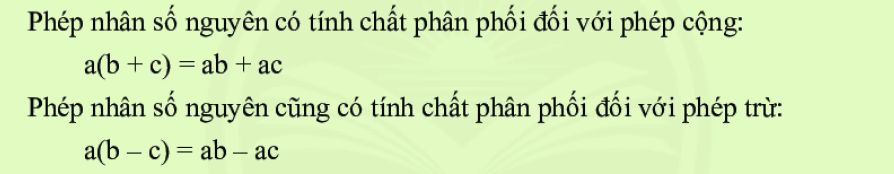 Phép nhân số nguyên có tính chất phân phối đối với phép cộng:
a(b + c) = ab + ac
Phép nhân số nguyên cũng có tính chất phân phối đối với phép trừ:
a(b – c) = ab – ac